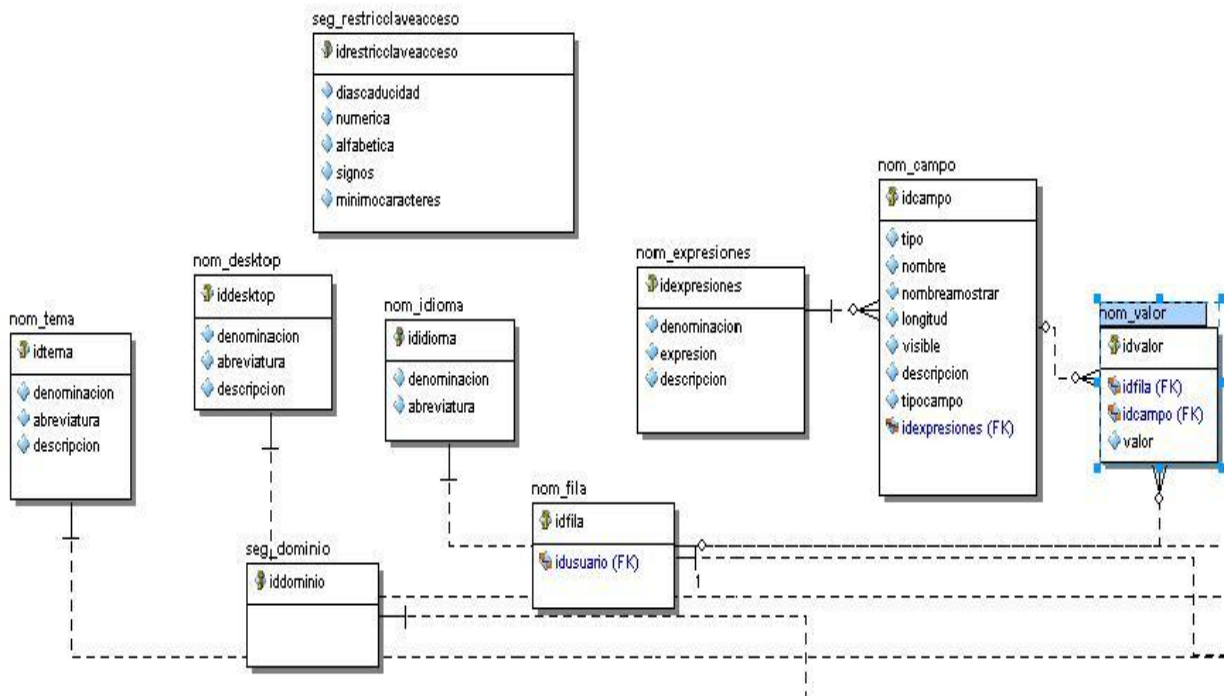 seg_restricclaveacceso
idrestricclaveacceso
diascaducidad
numerica
alfabetica
signos
minimocaracteres
nom_campo
idcampo
tipo
nombre
nombreamostrar
longitud
visible
descripcion
tipocampo
idexpresiones (FK)
nom_expresiones
idexpresiones
denominacion
expresion
descripcion
nom_desktop
iddesktop
denominacion
abreviatura
descripcion
nom_idioma
ididioma
denominacion
abreviatura
nom_tema
idtema
denominacion
abreviatura
descripcion
nom_valor
idvalor
idfila (FK)
idcampo (FK)
valor
nom_fila
idfila
idusuario (FK)
1
seg_dominio
iddominio